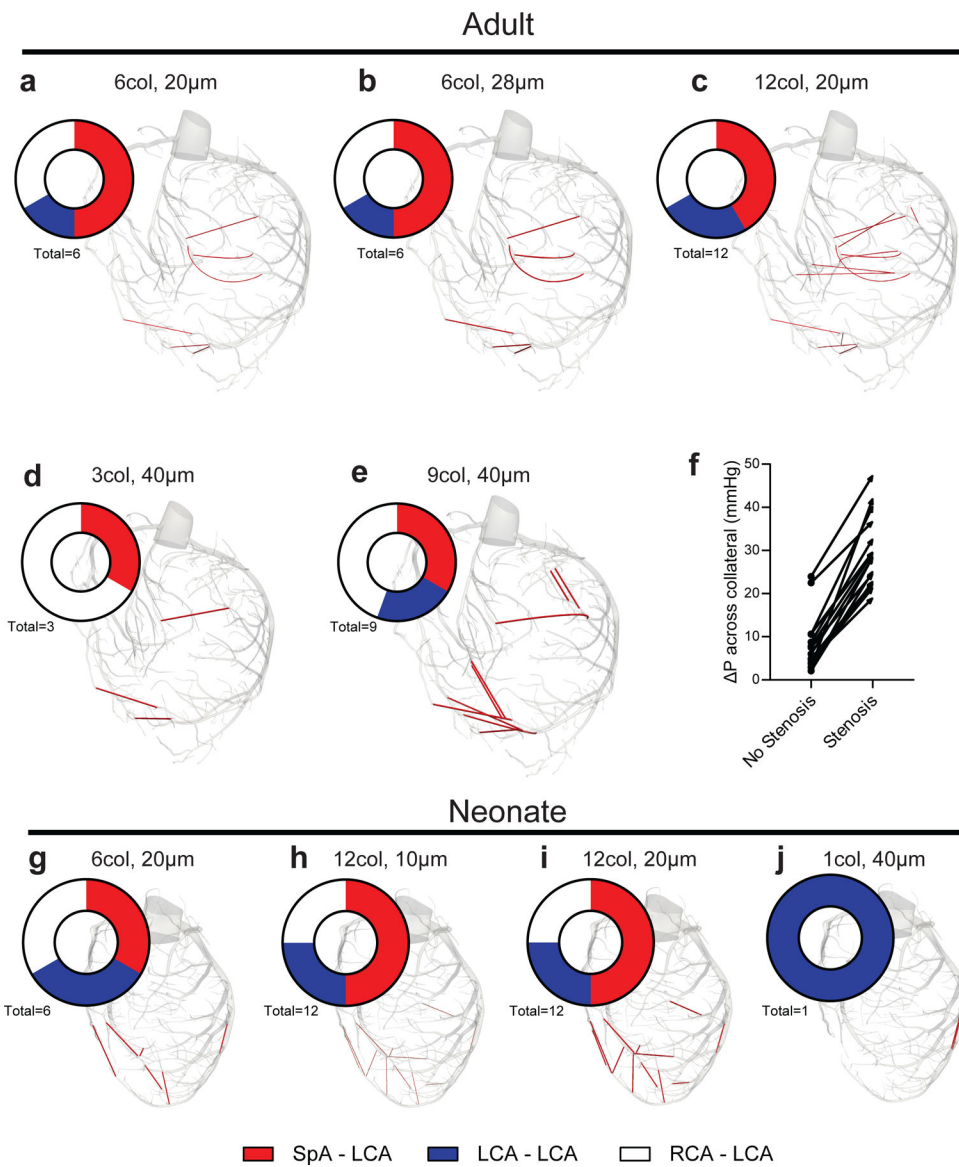 Adult
a
6col, 20μm
Total=6
b
6col, 28μm
Total=6
c
12col, 20μm
Total=12
d
3col, 40μm
Total=3
e
9col, 40μm
Total=9
f
ΔP across collateral (mmHg)
50
40
30
20
10
0
No Stenosis
Stenosis
Neonate
g
6col, 20μm
Total=6
h
12col, 10μm
Total=12
i
12col, 20μm
Total=12
j
1col, 40μm
Total=1
SpA - LCA
LCA - LCA
RCA - LCA